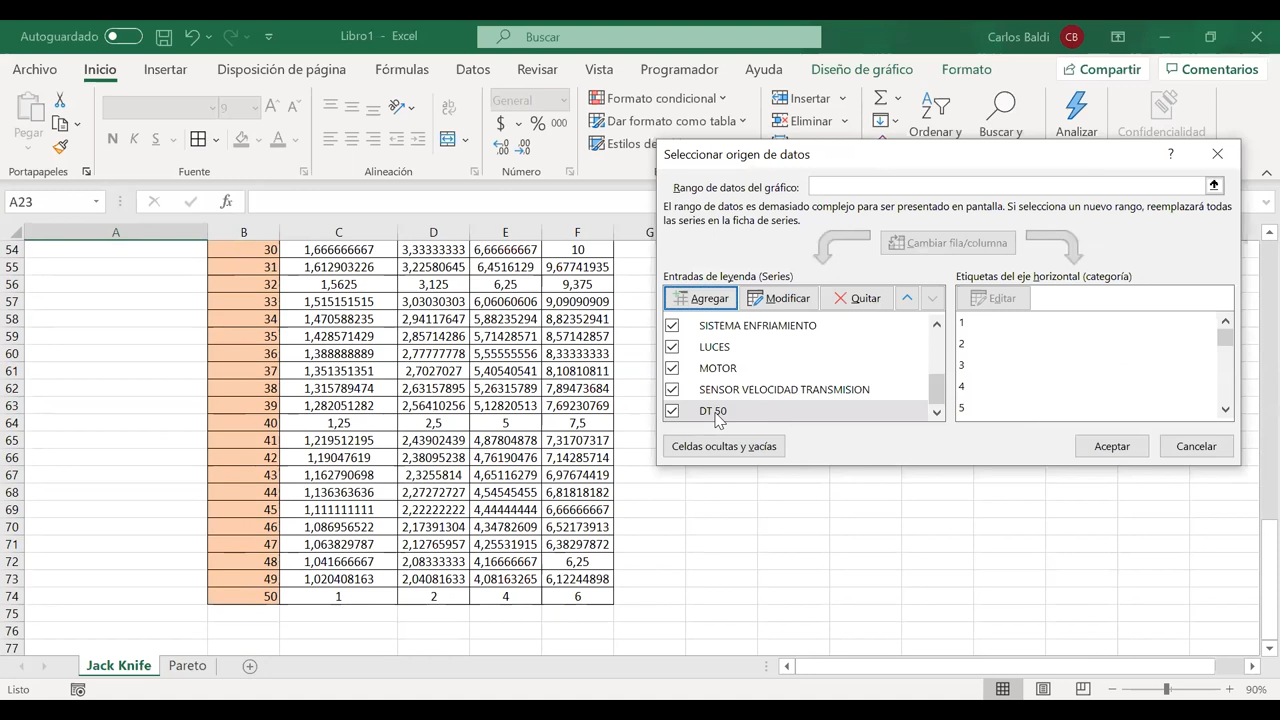 Autoguardado
Libro1 - Excel
Buscar
Carlos Baldi
CB
Archivo
Inicio
Insertar
Disposición de página
Fórmulas
Datos
Revisar
Vista
Programador
Ayuda
Diseño de gráfico
Formato
Compartir
Comentarios
Pegar
9
N K S
General
$ % 000
Formato condicional
Dar formato como tabla
Estilos de
Insertar
Eliminar
Ordenar y
Buscar y
Analizar
Confidencialidad
Portapapeles
Fuente
Alineación
Número
A23
fx
A B C D E F G
54 30 1,666666667 3,33333333 6,66666667 10
55 31 1,612903226 3,22580645 6,4516129 9,67741935
56 32 1,5625 3,125 6,25 9,375
57 33 1,515151515 3,03030303 6,06060606 9,09090909
58 34 1,470588235 2,94117647 5,88235294 8,82352941
59 35 1,428571429 2,85714286 5,71428571 8,57142857
60 36 1,388888889 2,77777778 5,55555556 8,33333333
61 37 1,351351351 2,7027027 5,40540541 8,10810811
62 38 1,315789474 2,63157895 5,26315789 7,89473684
63 39 1,282051282 2,56410256 5,12820513 7,69230769
64 40 1,25 2,5 5 7,5
65 41 1,219512195 2,43902439 4,87804878 7,31707317
66 42 1,19047619 2,38095238 4,76190476 7,14285714
67 43 1,162790698 2,3255814 4,65116279 6,97674419
68 44 1,136363636 2,27272727 4,54545455 6,81818182
69 45 1,111111111 2,22222222 4,44444444 6,66666667
70 46 1,086956522 2,17391304 4,34782609 6,52173913
71 47 1,063829787 2,12765957 4,25531915 6,38297872
72 48 1,041666667 2,08333333 4,16666667 6,25
73 49 1,020408163 2,04081633 4,08163265 6,12244898
74 50 1 2 4 6
75
76
77
Seleccionar origen de datos
?
Rango de datos del gráfico:
El rango de datos es demasiado complejo para ser presentado en pantalla. Si selecciona un nuevo rango, reemplazará todas
las series en la ficha de series.
Cambiar fila/columna
Entradas de leyenda (Series)
Agregar
Modificar
Quitar
SISTEMA ENFRIAMIENTO
LUCES
MOTOR
SENSOR VELOCIDAD TRANSMISION
DT 50
Etiquetas del eje horizontal (categoría)
Editar
1
2
3
4
5
Celdas ocultas y vacías
Aceptar
Cancelar
Jack Knife
Pareto
Listo
90%